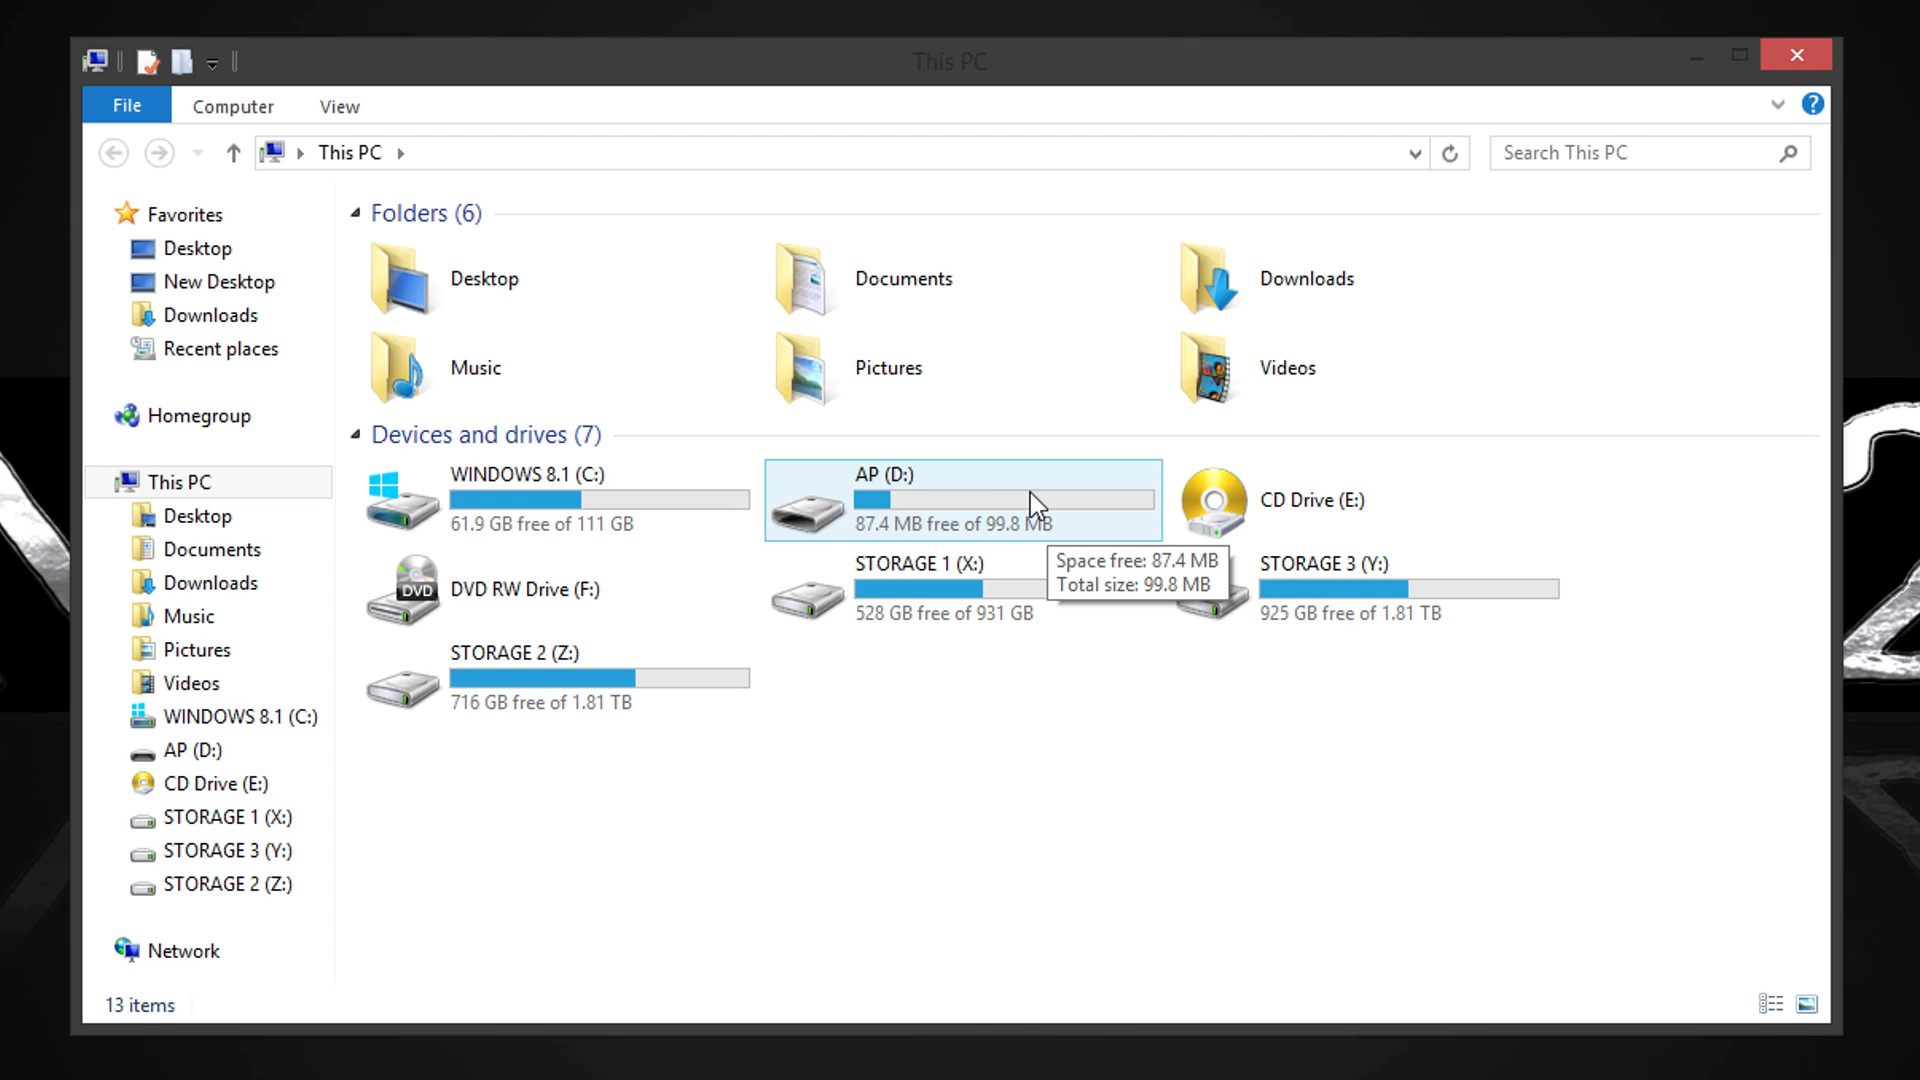 This PC
File Computer View
This PC
Search This PC
Favorites
Desktop
New Desktop
Downloads
Recent places
Homegroup
This PC
Desktop
Documents
Downloads
Music
Pictures
Videos
WINDOWS 8.1 (C:)
AP (D:)
CD Drive (E:)
STORAGE 1 (X:)
STORAGE 3 (Y:)
STORAGE 2 (Z:)
Network
Folders (6)
Desktop
Documents
Downloads
Music
Pictures
Videos
Devices and drives (7)
WINDOWS 8.1 (C:)
61.9 GB free of 111 GB
AP (D:)
87.4 MB free of 99.8 MB
CD Drive (E:)
DVD
DVD RW Drive (F:)
STORAGE 1 (X:)
528 GB free of 931 GB
Space free: 87.4 MB
Total size: 99.8 MB
STORAGE 3 (Y:)
925 GB free of 1.81 TB
STORAGE 2 (Z:)
716 GB free of 1.81 TB
13 items